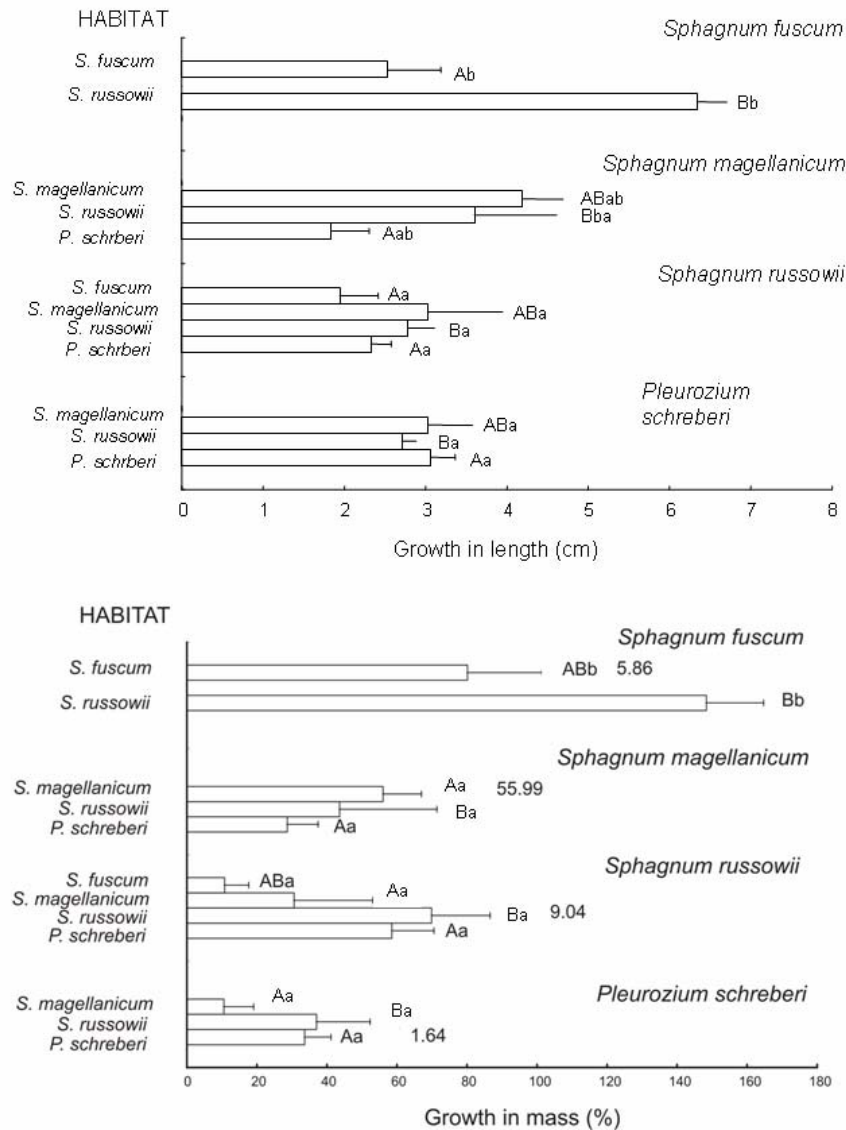 HABITAT
Sphagnum fuscum
S. fuscum
Ab
S. russowii
Bb
Sphagnum magellanicum
S. magellanicum
ABab
S. russowii
Bba
P. schrberi
Aab
Sphagnum russowii
S. fuscum
Aa
S. magellanicum
ABa
S. russowii
Ba
P. schrberi
Aa
Pleurozium
schreberi
S. magellanicum
ABa
S. russowii
Ba
P. schrberi
Aa
0 1 2 3 4 5 6 7 8
Growth in length (cm)
HABITAT
Sphagnum fuscum
S. fuscum
ABb 5.86
S. russowii
Bb
Sphagnum magellanicum
S. magellanicum
Aa 55.99
S. russowii
Ba
P. schreberi
Aa
Sphagnum russowii
S. fuscum
ABa
S. magellanicum
Aa
S. russowii
Ba 9.04
P. schreberi
Aa
Pleurozium schreberi
S. magellanicum
Aa
S. russowii
Ba
P. schreberi
Aa 1.64
0 20 40 60 80 100 120 140 160 180
Growth in mass (%)